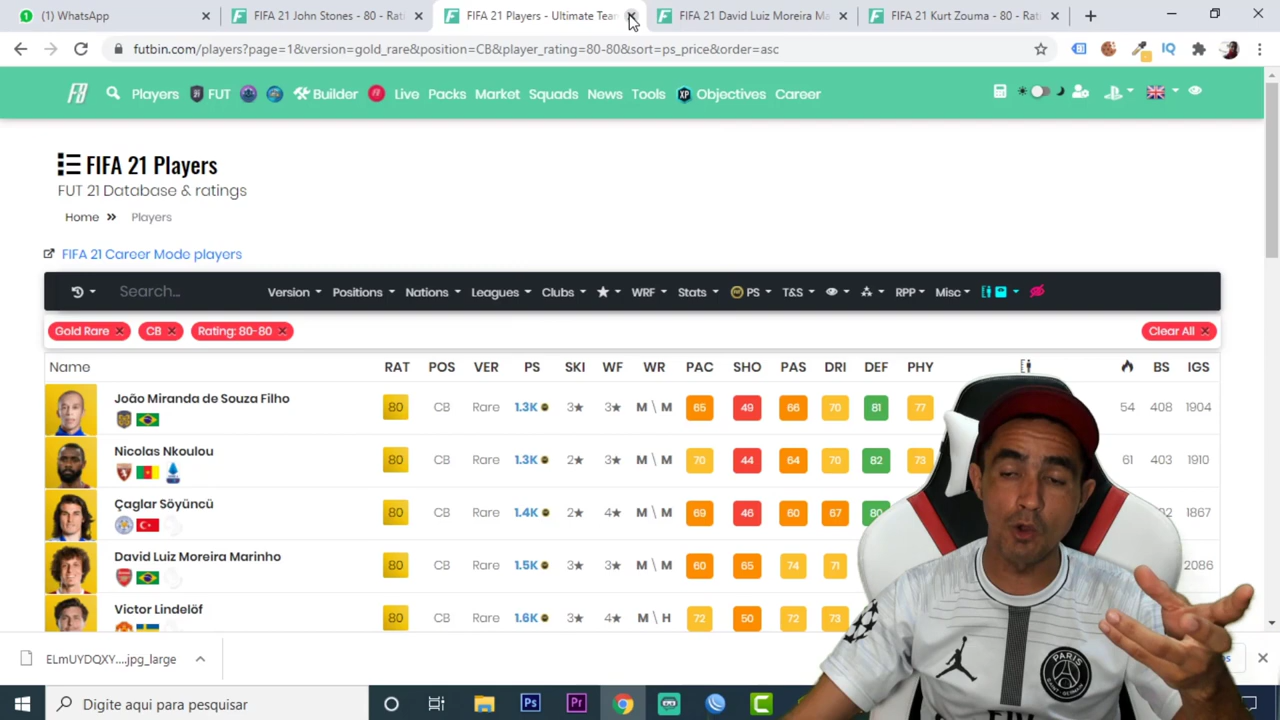 WhatsApp
FIFA 21 John Stones - 80 - Rati
FIFA 21 Players - Ultimate Team
FIFA 21 David Luiz Moreira Ma
FIFA 21 Kurt Zouma - 80 - Rati
futbin.com/players?page=1&version=gold_rare&position=CB&player_rating=80-80&sort=ps_price&order=asc
Players FUT Builder Live Packs Market Squads News Tools XP Objectives Career
FIFA 21 Players
FUT 21 Database & ratings
Home Players
FIFA 21 Career Mode players
Search... Version Positions Nations Leagues Clubs WRF Stats PS T&S RPP Misc
Gold Rare CB Rating: 80-80 Clear All
Name RAT POS VER PS SKI WF WR PAC SHO PAS DRI DEF PHY BS IGS
João Miranda de Souza Filho 80 CB Rare 1.3K 3★ 3★ M \ M 65 49 66 70 81 77 54 408 1904
Nicolas Nkoulou 80 CB Rare 1.3K 2★ 3★ M \ M 70 44 64 70 82 73 61 403 1910
Çaglar Söyüncü 80 CB Rare 1.4K 2★ 4★ M \ M 69 46 60 67 80 1867
David Luiz Moreira Marinho 80 CB Rare 1.5K 3★ 3★ M \ M 60 65 74 71 2086
Victor Lindelöf 80 CB Rare 1.6K 3★ 4★ M \ H 72 50 72 73
ELmUYDQXY....jpg_large
Digite aqui para pesquisar
PARIS